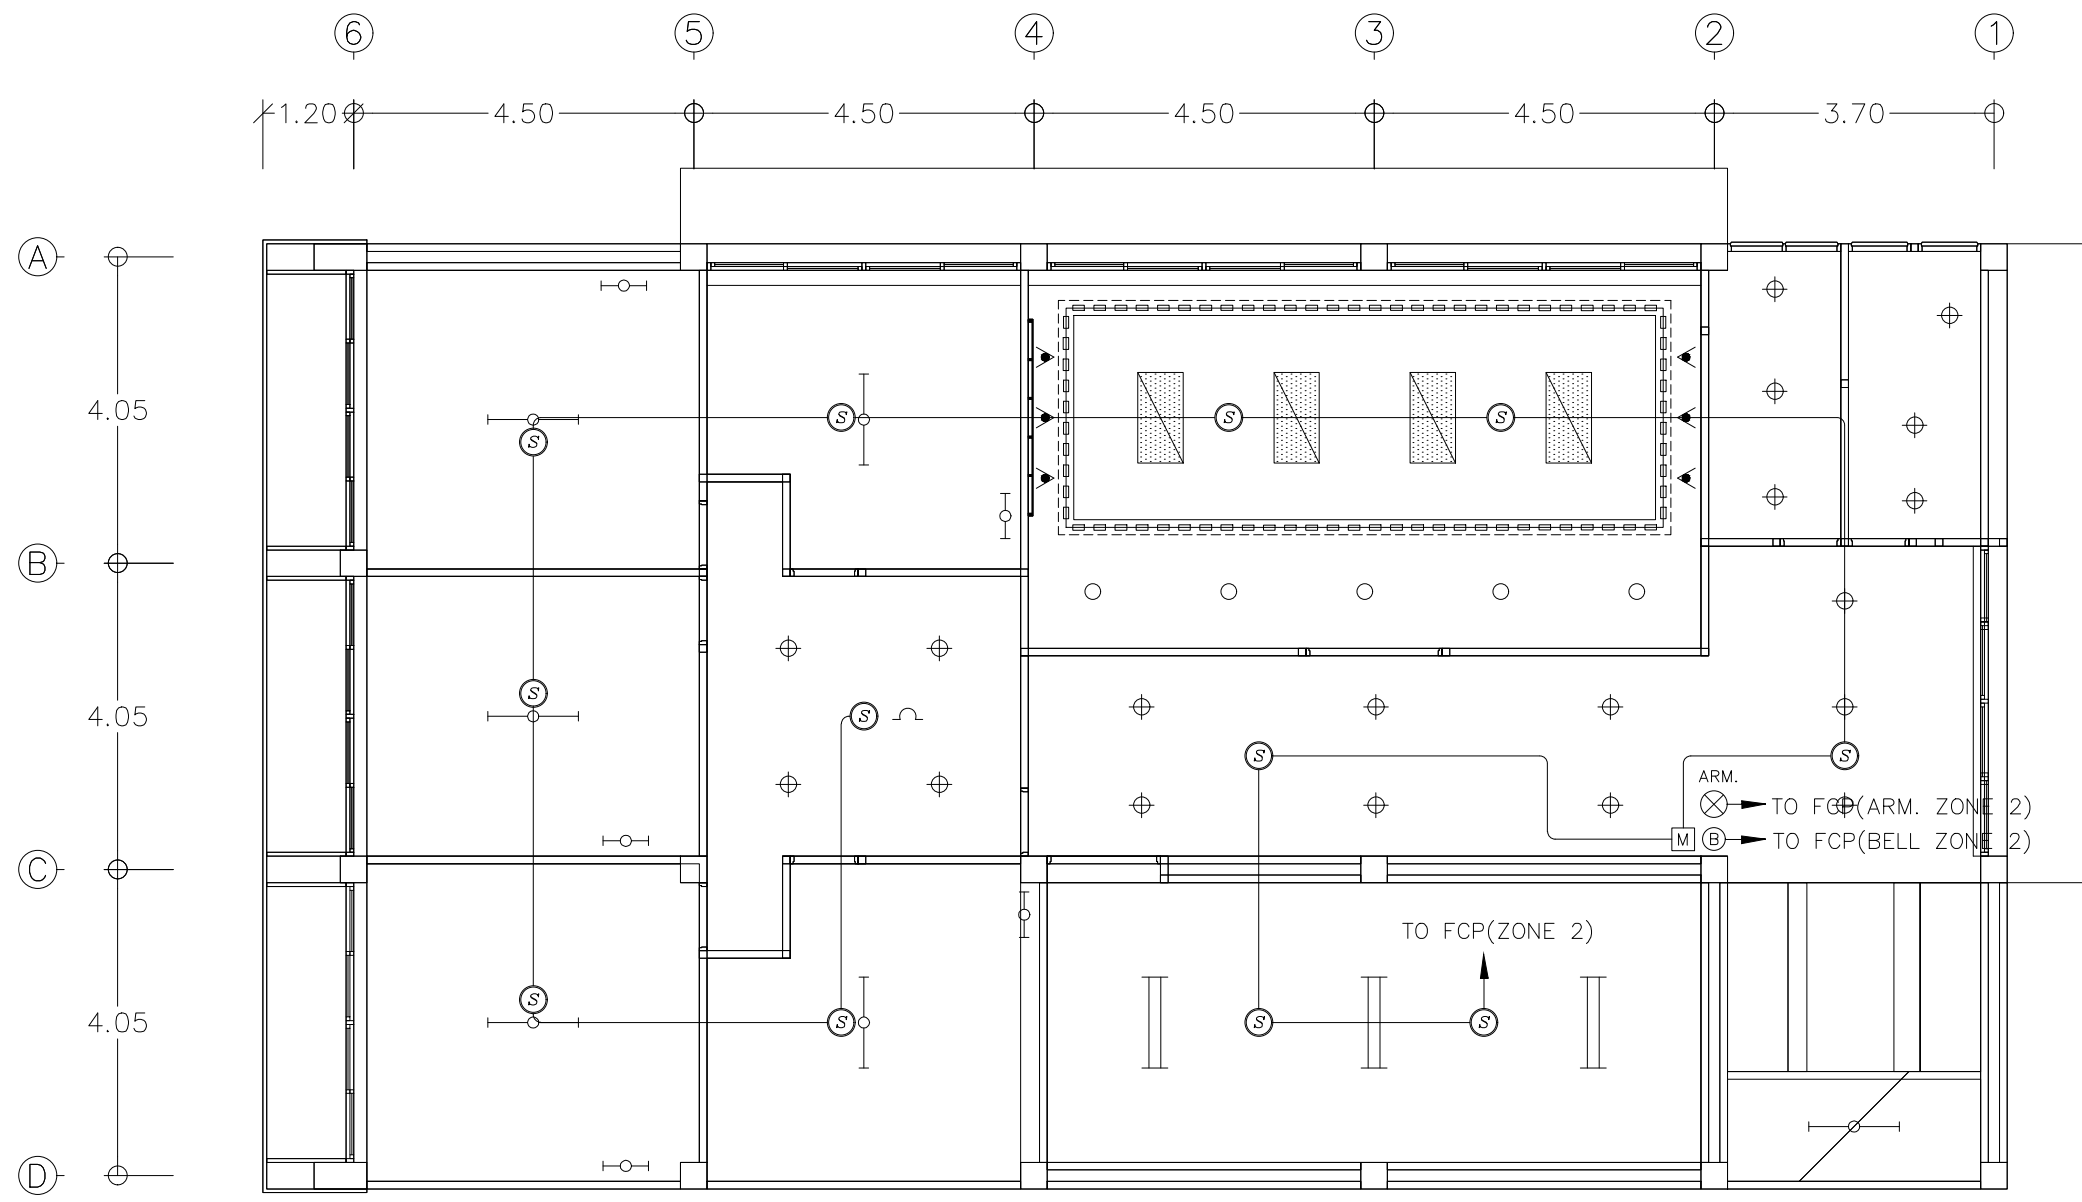 6 5 4 3 2 1
1.20 4.50 4.50 4.50 4.50 3.70
A
4.05
S S S S
S
B
4.05
S
S
S S
ARM.
TO FCP(ARM. ZONE 2)
M B TO FCP(BELL ZONE 2)
C
TO FCP(ZONE 2)
S
4.05 S S S
D